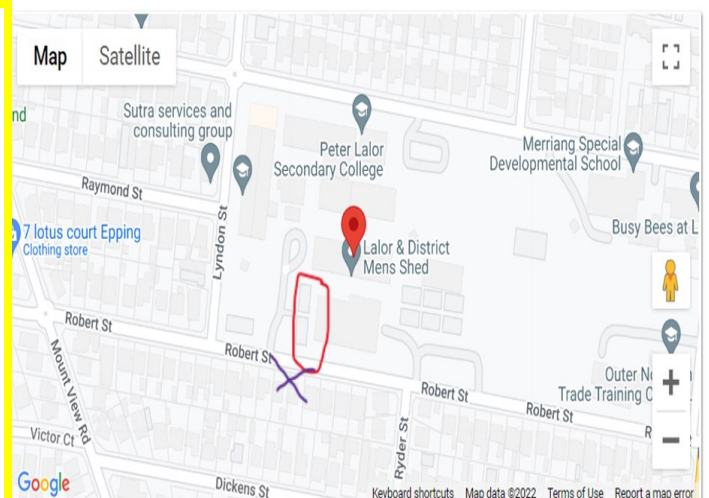 Map
Satellite
nd
Sutra services and
consulting group
Peter Lalor
Secondary College
Merriang Special
Developmental School
Raymond St
Busy Bees at L
7 lotus court Epping
Clothing store
Lyndon St
Lalor & District
Mens Shed
Robert St
Robert St
Mount View Rd
Outer No
Trade Training C
Robert St
Robert St
R
Ryder St
Victor Ct
Google
Dickens St
Keyboard shortcuts
Map data ©2022
Terms of Use
Report a map error